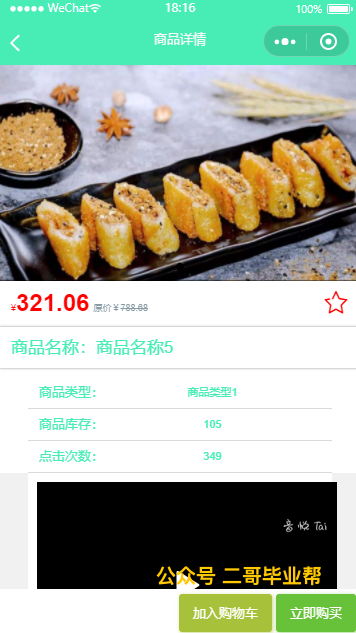 WeChat
18:16
100%
商品详情
¥321.06 原价¥788.68
商品名称：商品名称5
商品类型： 商品类型1
商品库存： 105
点击次数： 349
音悦 Tai
公众号 二哥毕业帮
加入购物车
立即购买